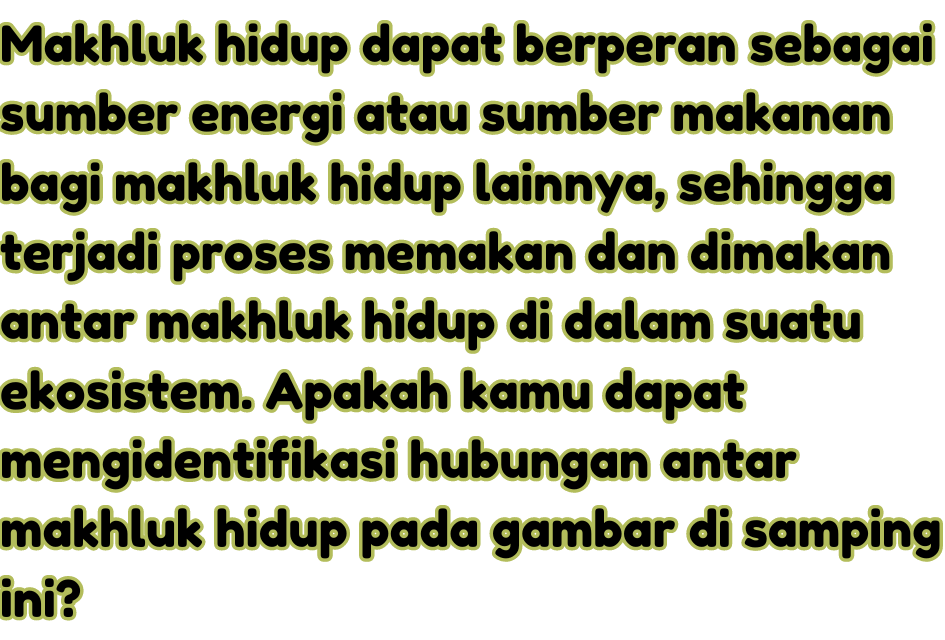 Makhluk hidup dapat berperan sebagai
sumber energi atau sumber makanan
bagi makhluk hidup lainnya, sehingga
terjadi proses memakan dan dimakan
antar makhluk hidup di dalam suatu
ekosistem. Apakah kamu dapat
mengidentifikasi hubungan antar
makhluk hidup pada gambar di samping
ini?